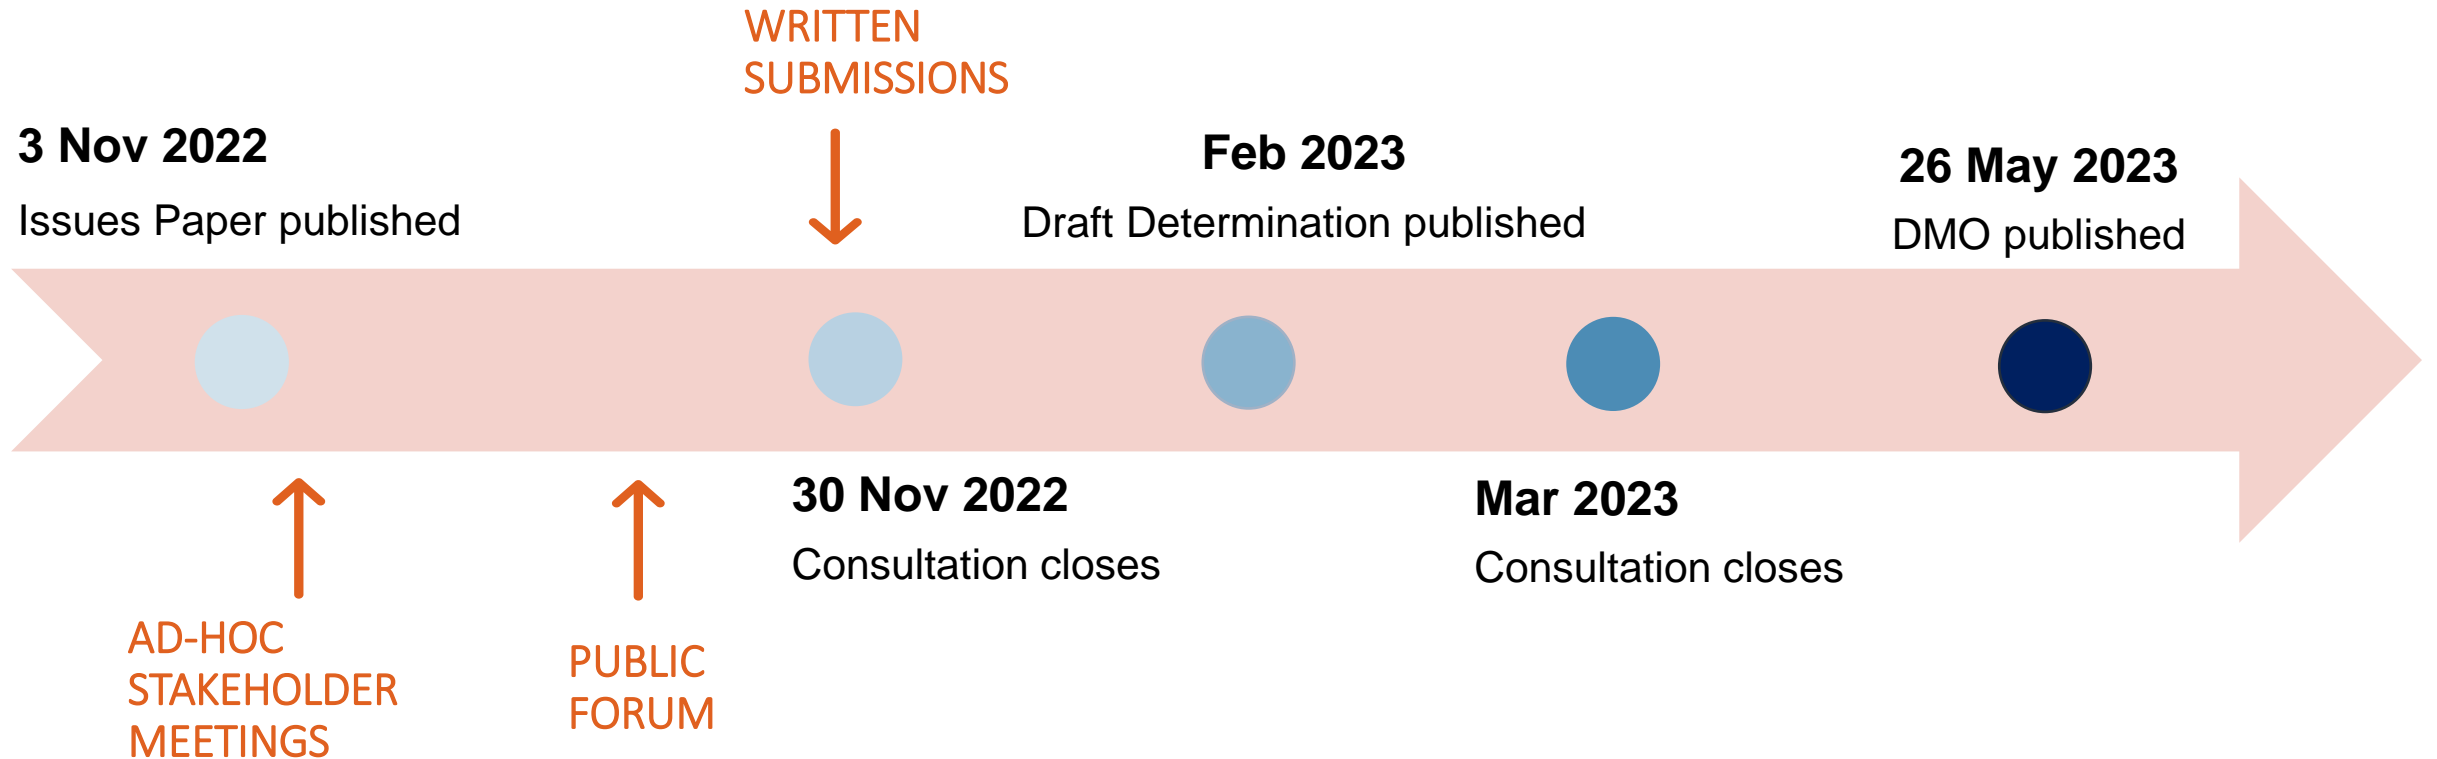 WRITTEN
SUBMISSIONS
3 Nov 2022
Issues Paper published
Feb 2023
Draft Determination published
26 May 2023
DMO published
30 Nov 2022
Consultation closes
Mar 2023
Consultation closes
AD-HOC
STAKEHOLDER
MEETINGS
PUBLIC
FORUM